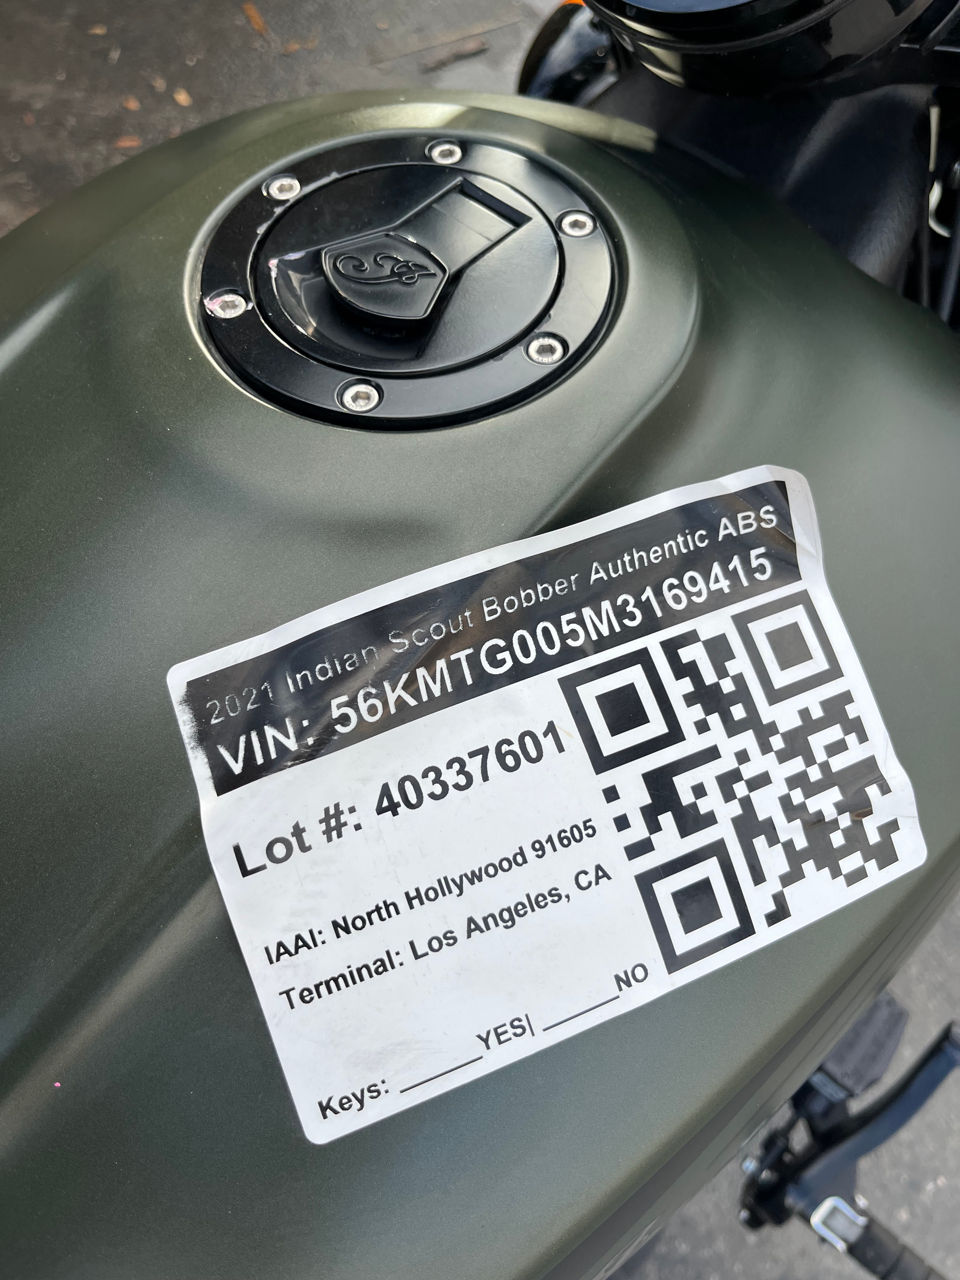 2021 Indian Scout Bobber Authentic ABS
VIN: 56KMTG005M3169415
Lot #: 40337601
IAAI: North Hollywood 91605
Terminal: Los Angeles, CA
Keys: ______YES| ______NO